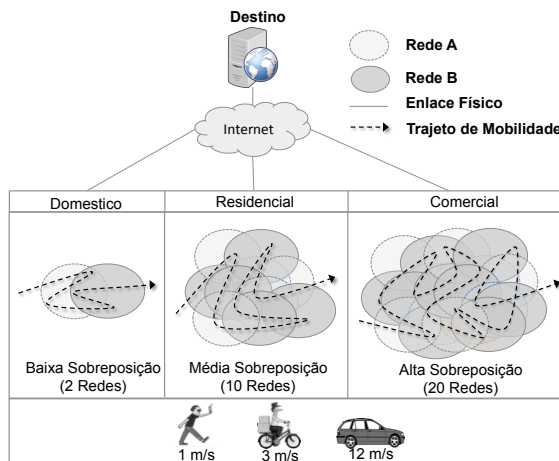 Destino
Rede A
Rede B
Enlace Físico
Trajeto de Mobilidade
Internet
Domestico
Residencial
Comercial
Baixa Sobreposição
(2 Redes)
Média Sobreposição
(10 Redes)
Alta Sobreposição
(20 Redes)
1 m/s
3 m/s
12 m/s